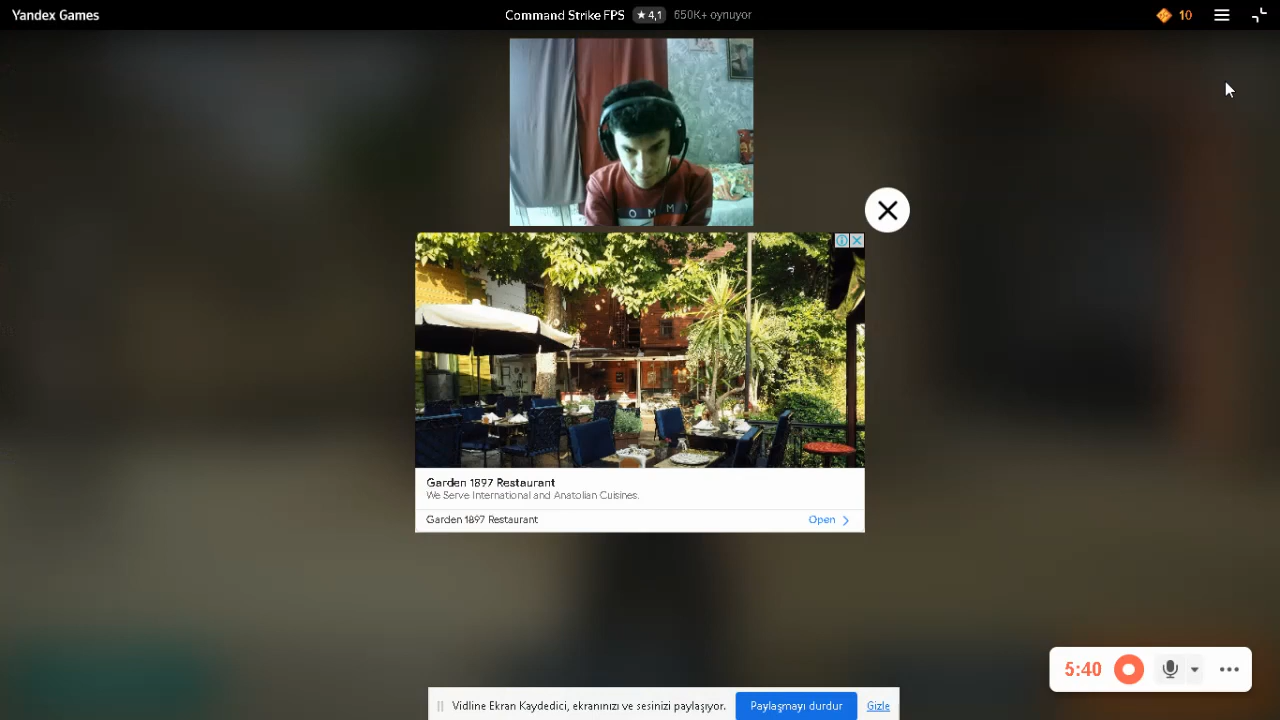 Yandex Games
Command Strike FPS ★ 4,1 650K+ oynuyor
10
Garden 1897 Restaurant
We Serve International and Anatolian Cuisines.
Garden 1897 Restaurant
Open
5:40
Vidline Ekran Kaydedici, ekranınızı ve sesinizi paylaşıyor.
Paylaşmayı durdur
Gizle